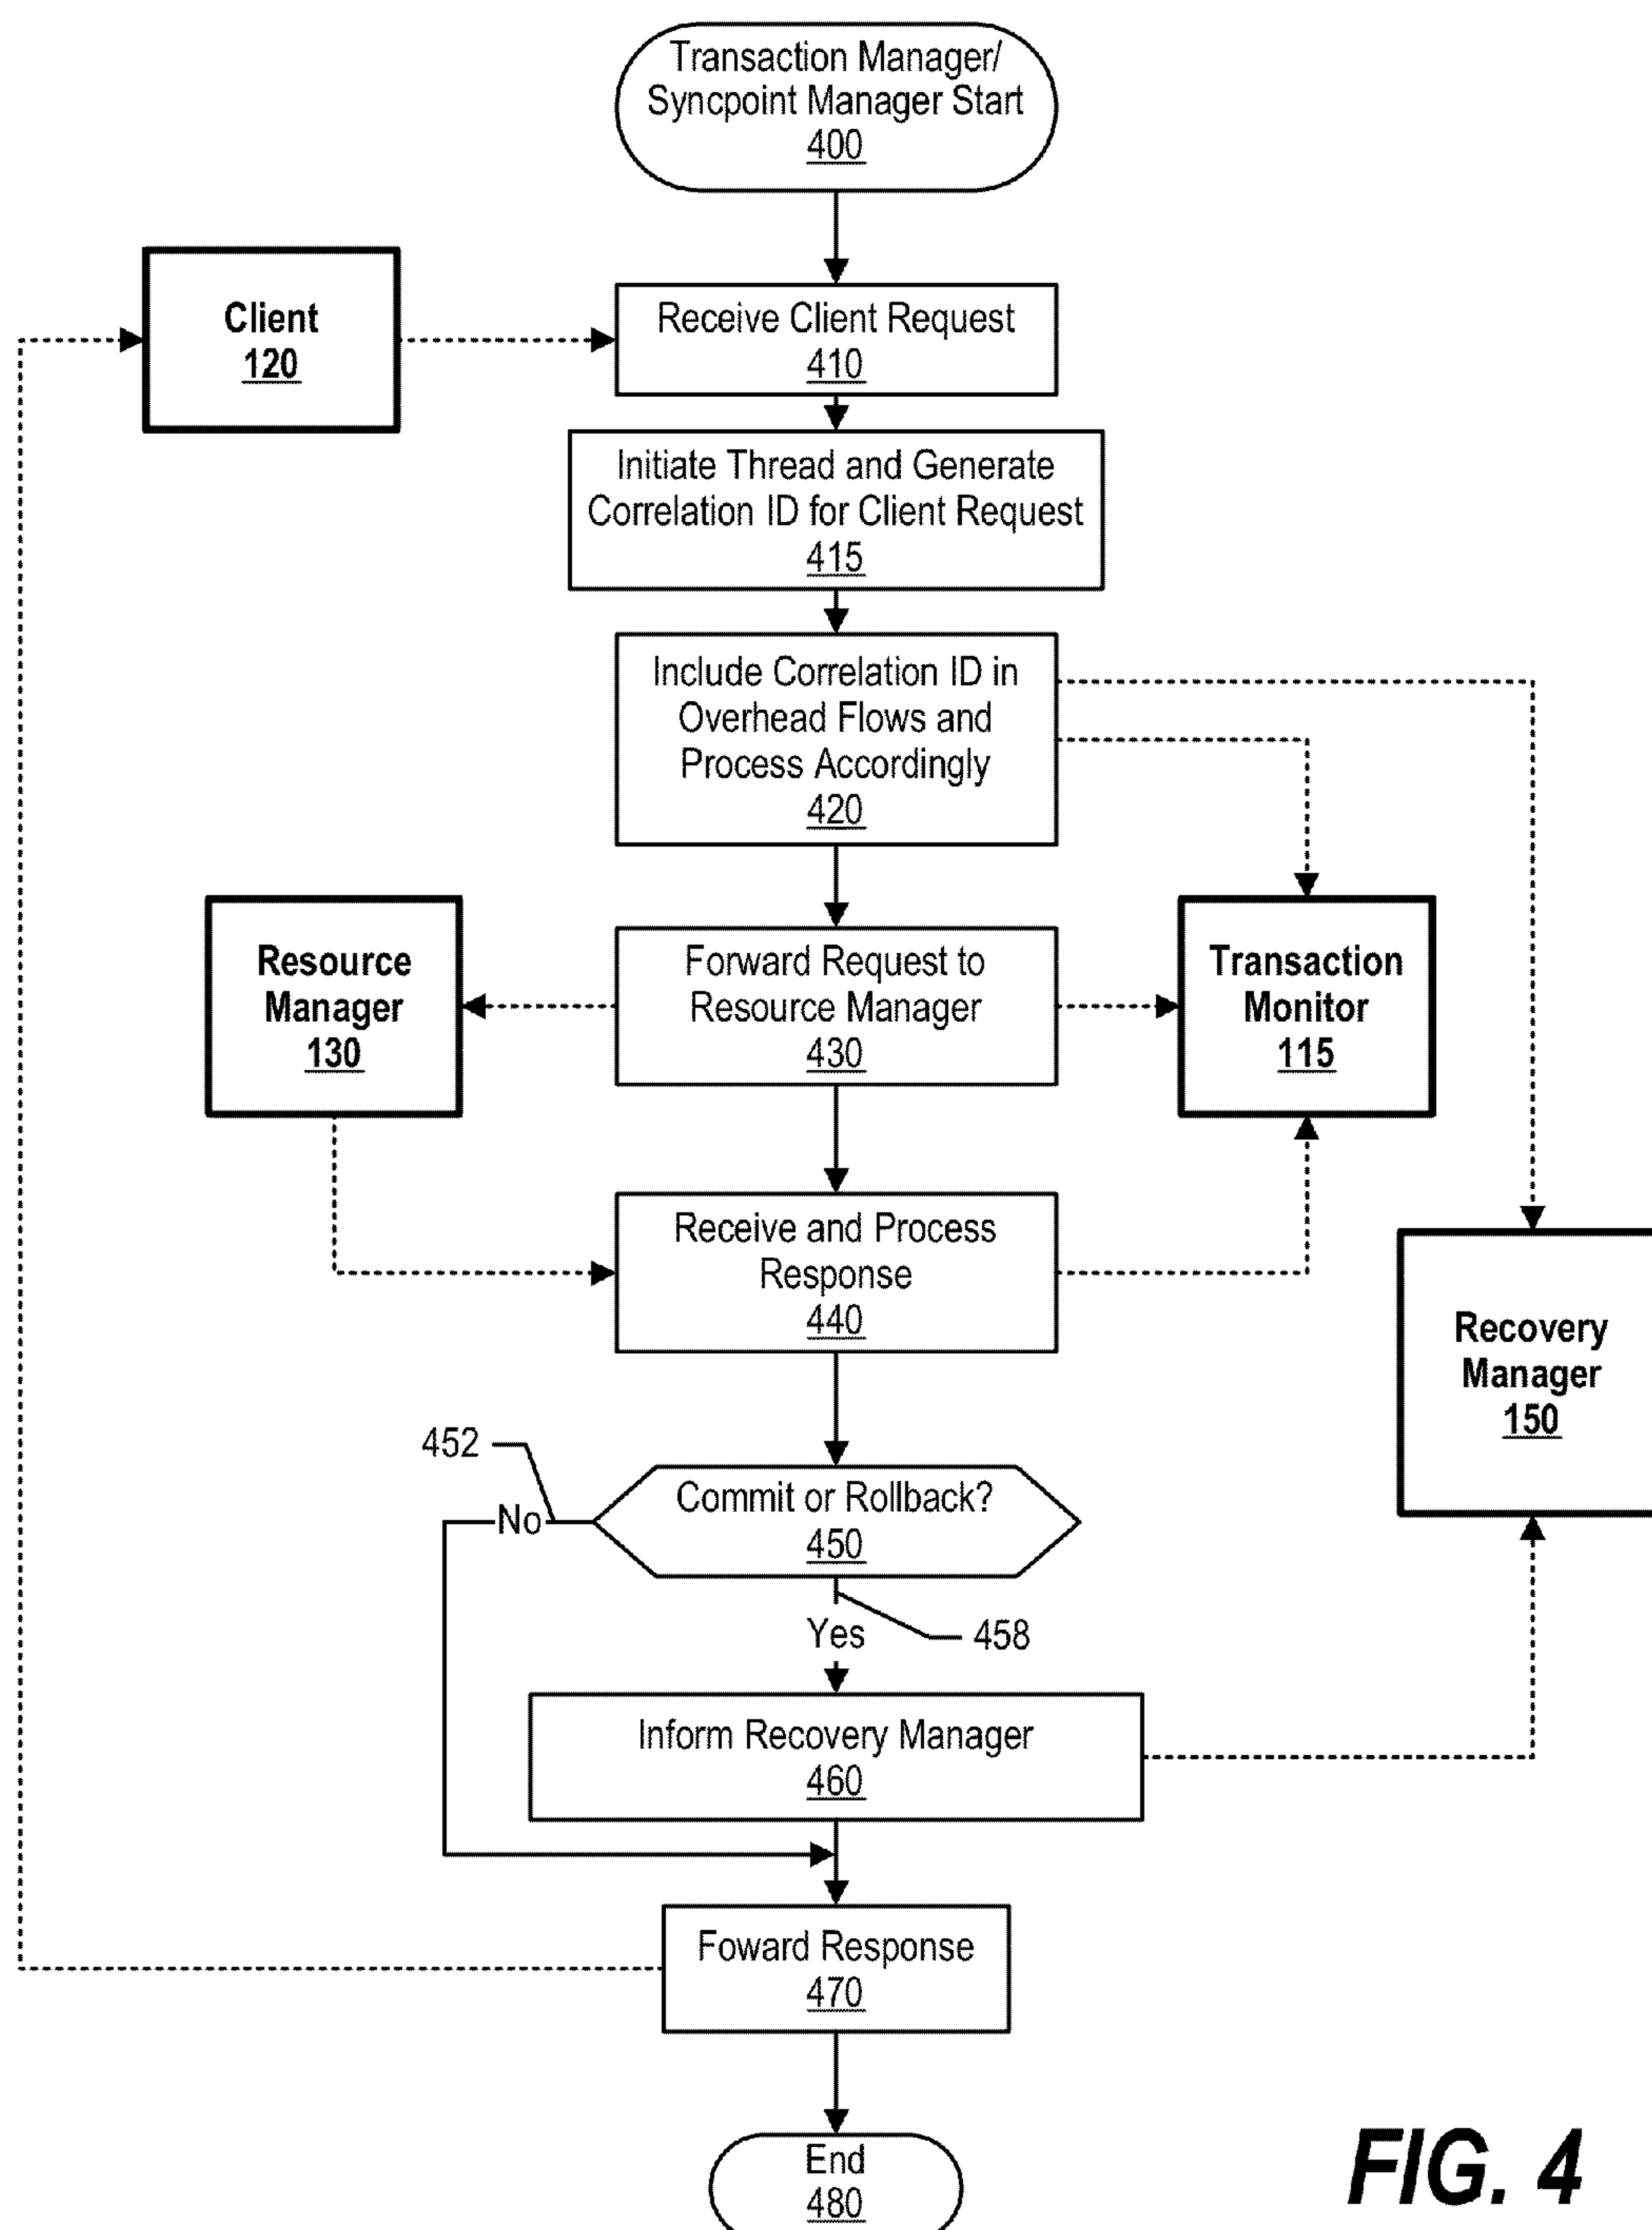 Transaction Manager/
Syncpoint Manager Start
400
Client
120
Receive Client Request
410
Initiate Thread and Generate
Correlation ID for Client Request
415
Include Correlation ID in
Overhead Flows and
Process Accordingly
420
Resource
Manager
130
Forward Request to
Resource Manager
430
Transaction
Monitor
115
Receive and Process
Response
440
Recovery
Manager
150
452
Commit or Rollback?
450
No
Yes
458
Inform Recovery Manager
460
Foward Response
470
End
480
FIG. 4